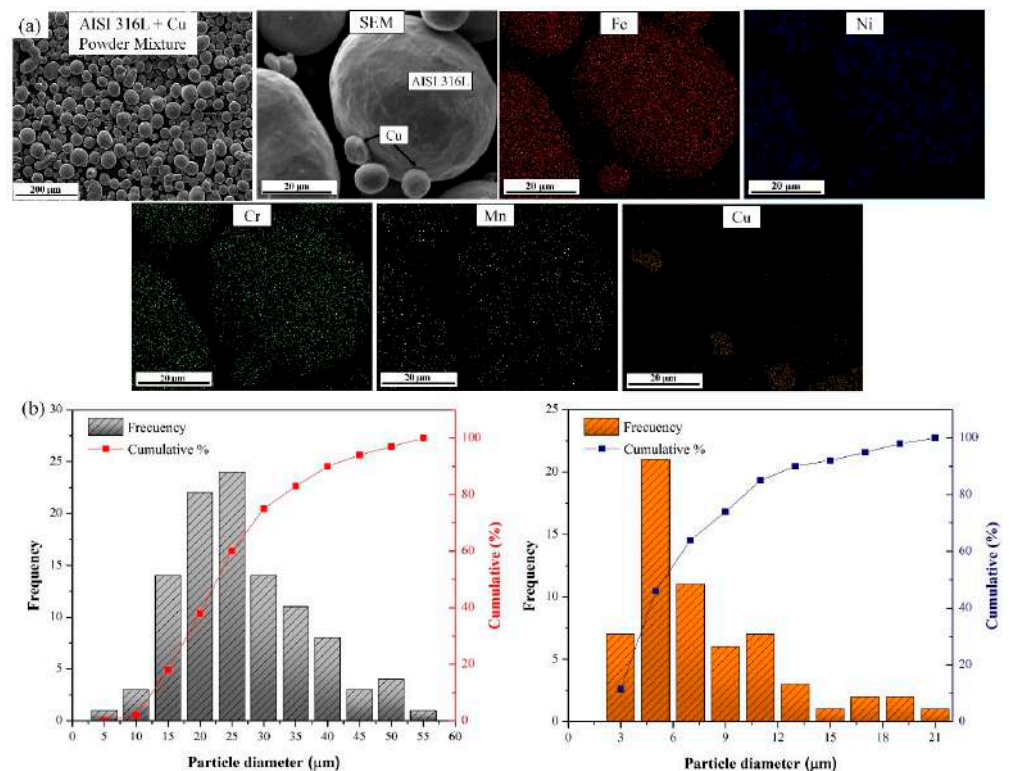 (a)
AISI 316L + Cu
Powder Mixture
200 µm
SEM
AISI 316L
Cu
20 µm
Fe
20 µm
Ni
20 µm
Cr
20 µm
Mn
20 µm
Cu
20 µm
(b)
Frecuency
Cumulative %
Frequency
30
25
20
15
10
5
0
100
80
60
40
20
0
Cumulative (%)
0 5 10 15 20 25 30 35 40 45 50 55 60
Particle diameter (µm)
Frecuency
Cumulative %
Frequency
25
20
15
10
5
0
100
80
60
40
20
0
Cumulative (%)
0 3 6 9 12 15 18 21
Particle diameter (µm)